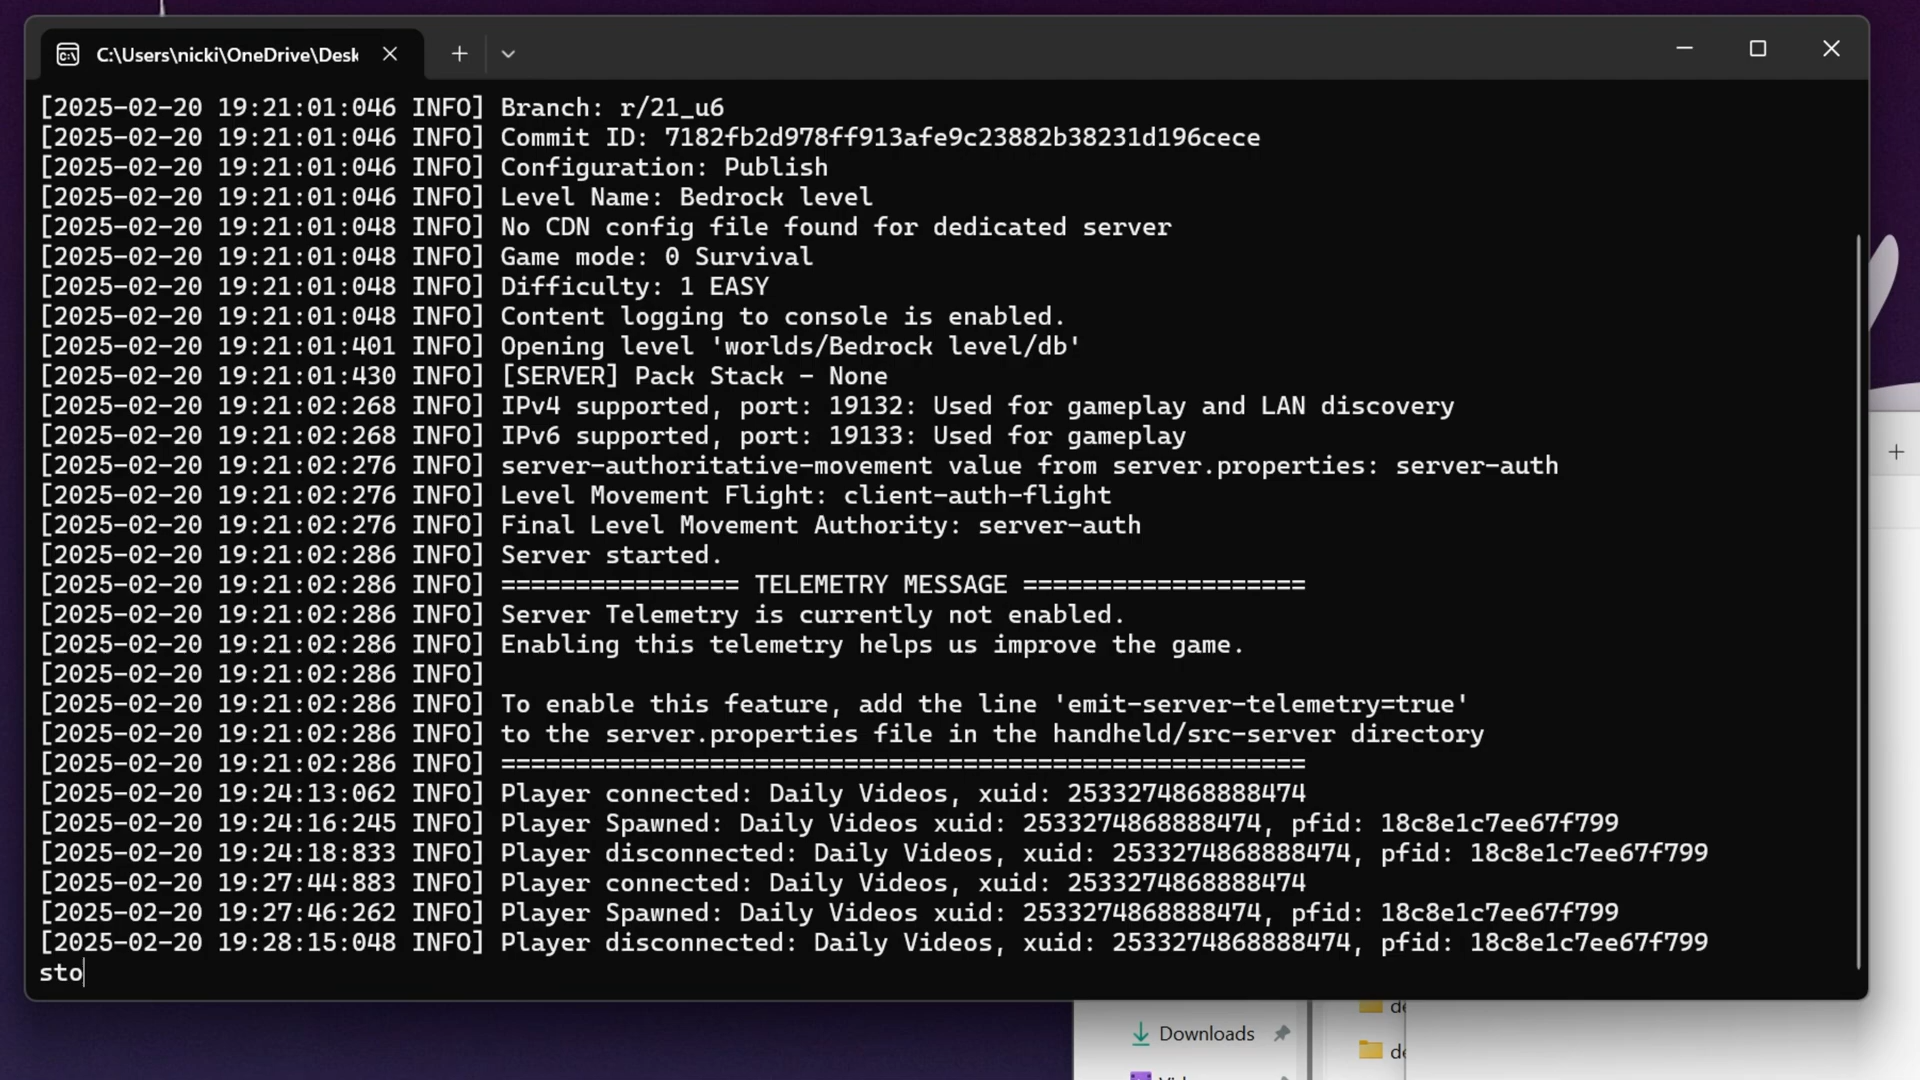 C:\Users\nicki\OneDrive\Desk
[2025-02-20 19:21:01:046 INFO] Branch: r/21_u6
[2025-02-20 19:21:01:046 INFO] Commit ID: 7182fb2d978ff913afe9c23882b38231d196cece
[2025-02-20 19:21:01:046 INFO] Configuration: Publish
[2025-02-20 19:21:01:046 INFO] Level Name: Bedrock level
[2025-02-20 19:21:01:048 INFO] No CDN config file found for dedicated server
[2025-02-20 19:21:01:048 INFO] Game mode: 0 Survival
[2025-02-20 19:21:01:048 INFO] Difficulty: 1 EASY
[2025-02-20 19:21:01:048 INFO] Content logging to console is enabled.
[2025-02-20 19:21:01:401 INFO] Opening level 'worlds/Bedrock level/db'
[2025-02-20 19:21:01:430 INFO] [SERVER] Pack Stack - None
[2025-02-20 19:21:02:268 INFO] IPv4 supported, port: 19132: Used for gameplay and LAN discovery
[2025-02-20 19:21:02:268 INFO] IPv6 supported, port: 19133: Used for gameplay
[2025-02-20 19:21:02:276 INFO] server-authoritative-movement value from server.properties: server-auth
[2025-02-20 19:21:02:276 INFO] Level Movement Flight: client-auth-flight
[2025-02-20 19:21:02:276 INFO] Final Level Movement Authority: server-auth
[2025-02-20 19:21:02:286 INFO] Server started.
[2025-02-20 19:21:02:286 INFO] ================ TELEMETRY MESSAGE ===================
[2025-02-20 19:21:02:286 INFO] Server Telemetry is currently not enabled.
[2025-02-20 19:21:02:286 INFO] Enabling this telemetry helps us improve the game.
[2025-02-20 19:21:02:286 INFO]
[2025-02-20 19:21:02:286 INFO] To enable this feature, add the line 'emit-server-telemetry=true'
[2025-02-20 19:21:02:286 INFO] to the server.properties file in the handheld/src-server directory
[2025-02-20 19:21:02:286 INFO] ======================================================
[2025-02-20 19:24:13:062 INFO] Player connected: Daily Videos, xuid: 2533274868888474
[2025-02-20 19:24:16:245 INFO] Player Spawned: Daily Videos xuid: 2533274868888474, pfid: 18c8e1c7ee67f799
[2025-02-20 19:24:18:833 INFO] Player disconnected: Daily Videos, xuid: 2533274868888474, pfid: 18c8e1c7ee67f799
[2025-02-20 19:27:44:883 INFO] Player connected: Daily Videos, xuid: 2533274868888474
[2025-02-20 19:27:46:262 INFO] Player Spawned: Daily Videos xuid: 2533274868888474, pfid: 18c8e1c7ee67f799
[2025-02-20 19:28:15:048 INFO] Player disconnected: Daily Videos, xuid: 2533274868888474, pfid: 18c8e1c7ee67f799
sto
Downloads